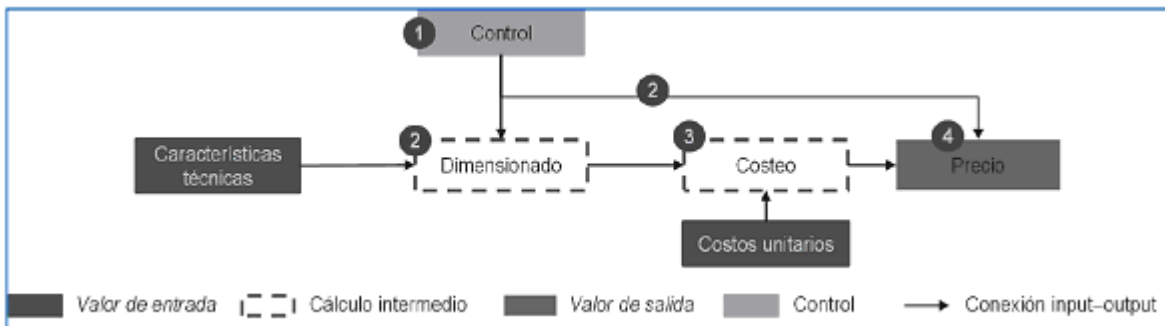 1
Control
2
Características
técnicas
2
Dimensionado
3
Costeo
4
Precio
Costos unitarios
Valor de entrada
Cálculo intermedio
Valor de salida
Control
Conexión input–output